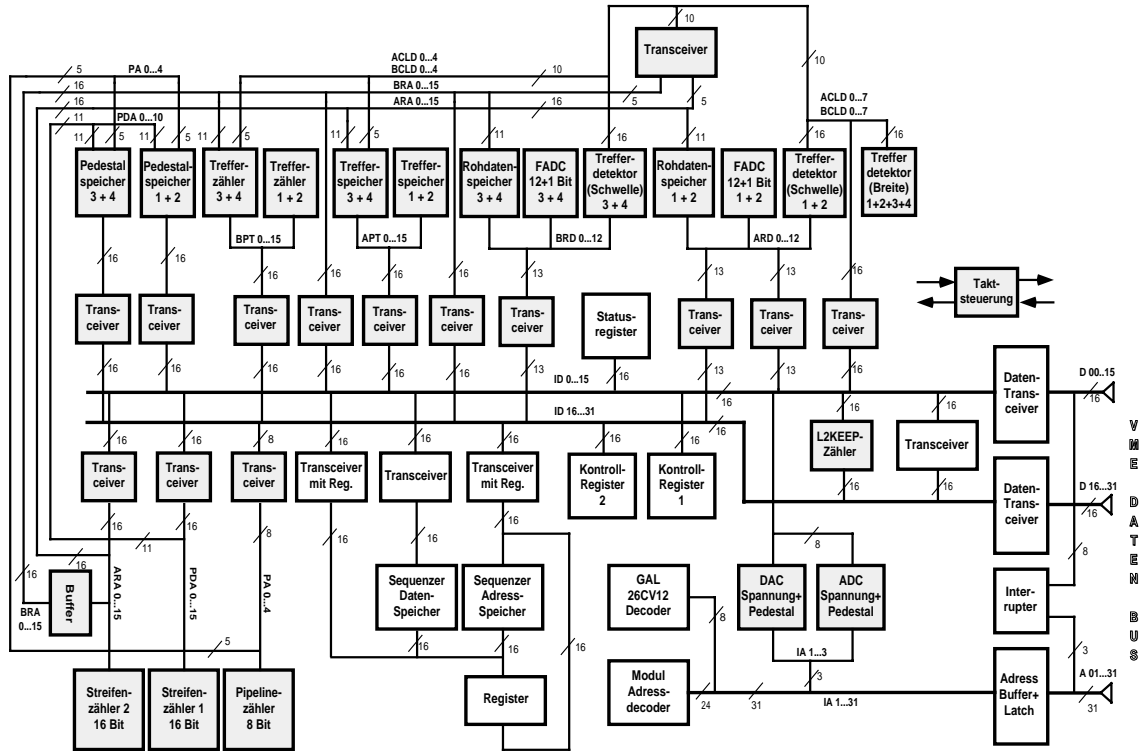 10
Transceiver
10
5
PA 0...4
ACLD 0...4
BCLD 0...4
10
16
BRA 0...15
5
ACLD 0...7
BCLD 0...7
16
ARA 0...15
16
5
11
PDA 0...10
11
5
11
5
11
11
5
11
16
11
16
16
Pedestal
speicher
3 + 4
Pedestal-
speicher
1 + 2
Treffer-
zähler
3 + 4
Treffer-
zähler
1 + 2
Treffer-
speicher
3 + 4
Treffer-
speicher
1 + 2
Rohdaten-
speicher
3 + 4
FADC
12+1 Bit
3 + 4
Treffer-
detektor
(Schwelle)
3 + 4
Rohdaten-
speicher
1 + 2
FADC
12+1 Bit
1 + 2
Treffer-
detektor
(Schwelle)
1 + 2
Treffer
detektor
(Breite)
1+2+3+4
BPT 0...15
APT 0...15
BRD 0...12
ARD 0...12
16
16
16
16
16
16
13
13
13
16
Trans-
ceiver
Trans-
ceiver
Trans-
ceiver
Trans-
ceiver
Trans-
ceiver
Trans-
ceiver
Trans-
ceiver
Status-
register
Trans-
ceiver
Trans-
ceiver
Trans-
ceiver
Takt-
steuerung
16
16
16
16
16
16
13
16
13
13
16
ID 0...15
16
Daten-
Trans-
ceiver
D 00..15
16
ID 16...31
16
16
16
8
16
16
16
16
16
16
16
Trans-
ceiver
Trans-
ceiver
Trans-
ceiver
Transceiver
mit Reg.
Transceiver
Transceiver
mit Reg.
Kontroll-
Register
2
Kontroll-
Register
1
L2KEEP-
Zähler
Transceiver
16
16
Daten-
Trans-
ceiver
D 16...31
16
16
16
8
16
16
16
11
16
16
8
8
ARA 0...15
PDA 0...15
PA 0...4
Buffer
BRA
0...15
Sequenzer
Daten-
Speicher
Sequenzer
Adress-
Speicher
GAL
26CV12
Decoder
DAC
Spannung+
Pedestal
ADC
Spannung+
Pedestal
Inter-
rupter
8
16
16
16
5
IA 1...3
3
3
Streifen-
zähler 2
16 Bit
Streifen-
zähler 1
16 Bit
Pipeline-
zähler
8 Bit
Register
Modul
Adress-
decoder
24
31
IA 1...31
Adress
Buffer+
Latch
A 01...31
31
VME DATEN BUS